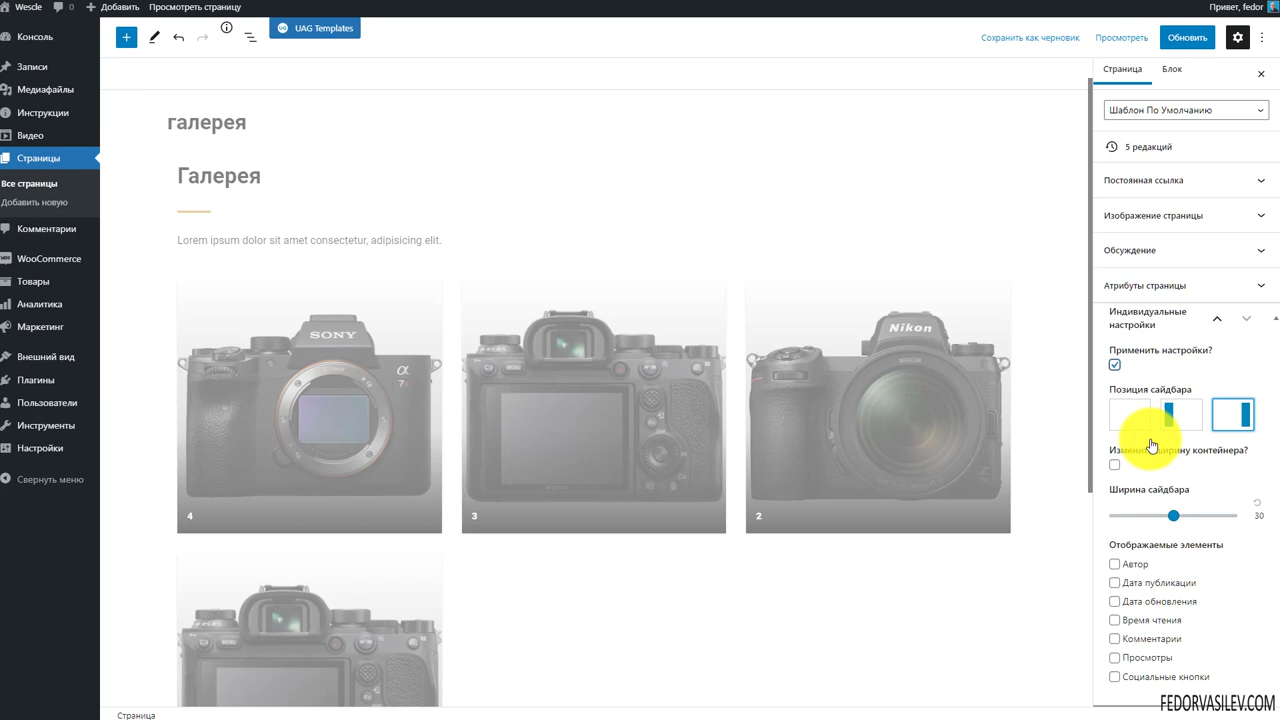 Wescle
0
Добавить
Просмотреть страницу
Привет, fedor
Консоль
Записи
Медиафайлы
Инструкции
Видео
Страницы
Все страницы
Добавить новую
Комментарии
WooCommerce
Товары
Аналитика
Маркетинг
Внешний вид
Плагины
Пользователи
Инструменты
Настройки
Свернуть меню
UAG Templates
Сохранить как черновик
Просмотреть
Обновить
галерея
Галерея
Lorem ipsum dolor sit amet consectetur, adipisicing elit.
SONY
α
7
4
3
Nikon
2
Страница
Страница
Блок
Шаблон По Умолчанию
5 редакций
Постоянная ссылка
Изображение страницы
Обсуждение
Атрибуты страницы
Индивидуальные
настройки
Применить настройки?
Позиция сайдбара
Изменить ширину контейнера?
Ширина сайдбара
30
Отображаемые элементы
Автор
Дата публикации
Дата обновления
Время чтения
Комментарии
Просмотры
Социальные кнопки
FEDORVASILEV.COM